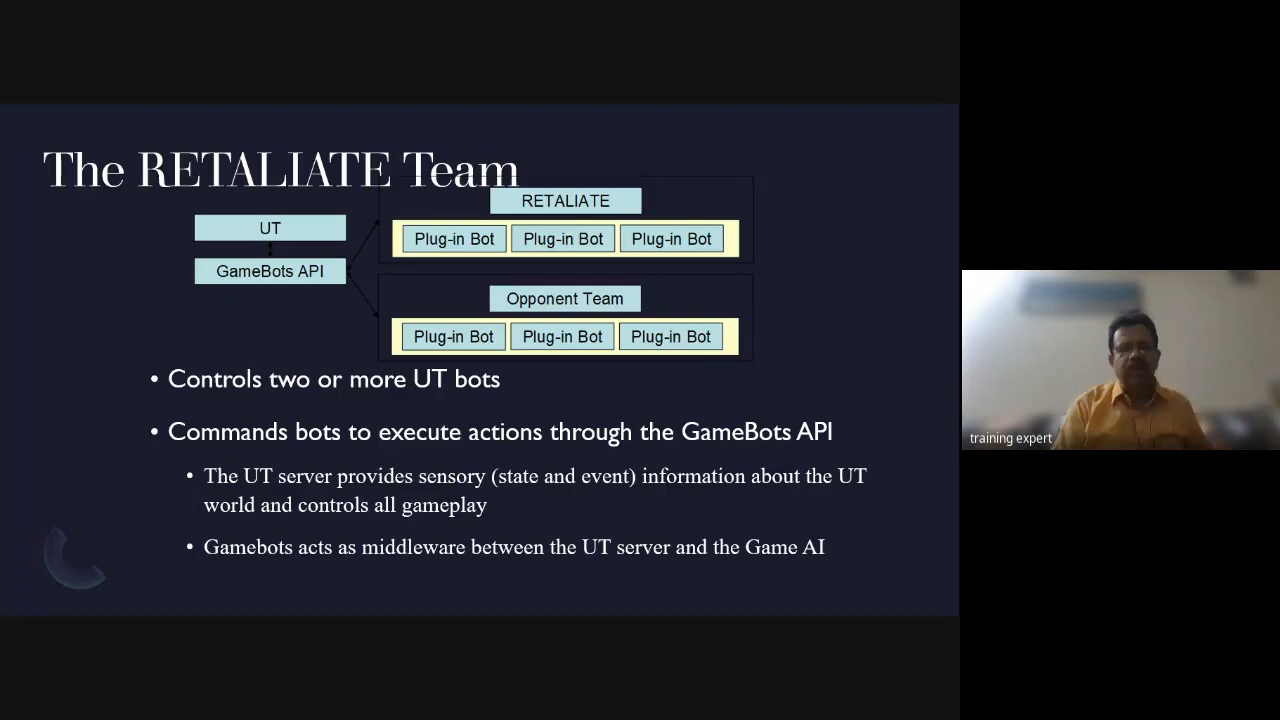 The RETALIATE Team
RETALIATE
UT
Plug-in Bot Plug-in Bot Plug-in Bot
GameBots API
Opponent Team
Plug-in Bot Plug-in Bot Plug-in Bot
• Controls two or more UT bots
• Commands bots to execute actions through the GameBots API
• The UT server provides sensory (state and event) information about the UT
world and controls all gameplay
• Gamebots acts as middleware between the UT server and the Game AI
training expert